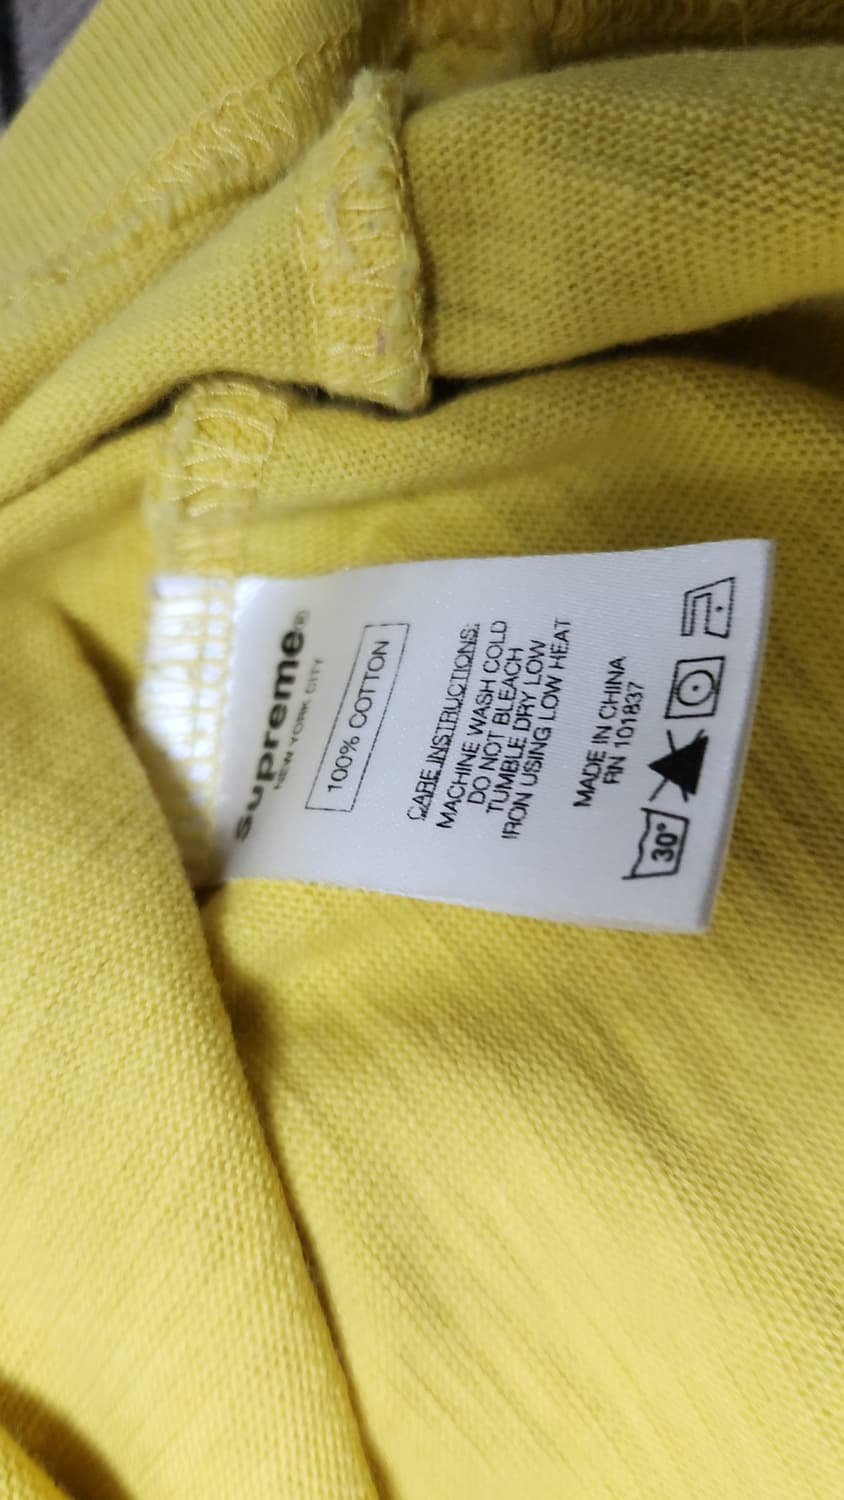 Supreme®
NEW YORK CITY
100% COTTON
CARE INSTRUCTIONS:
MACHINE WASH COLD
DO NOT BLEACH
TUMBLE DRY LOW
IRON USING LOW HEAT
MADE IN CHINA
RN 101837
30°